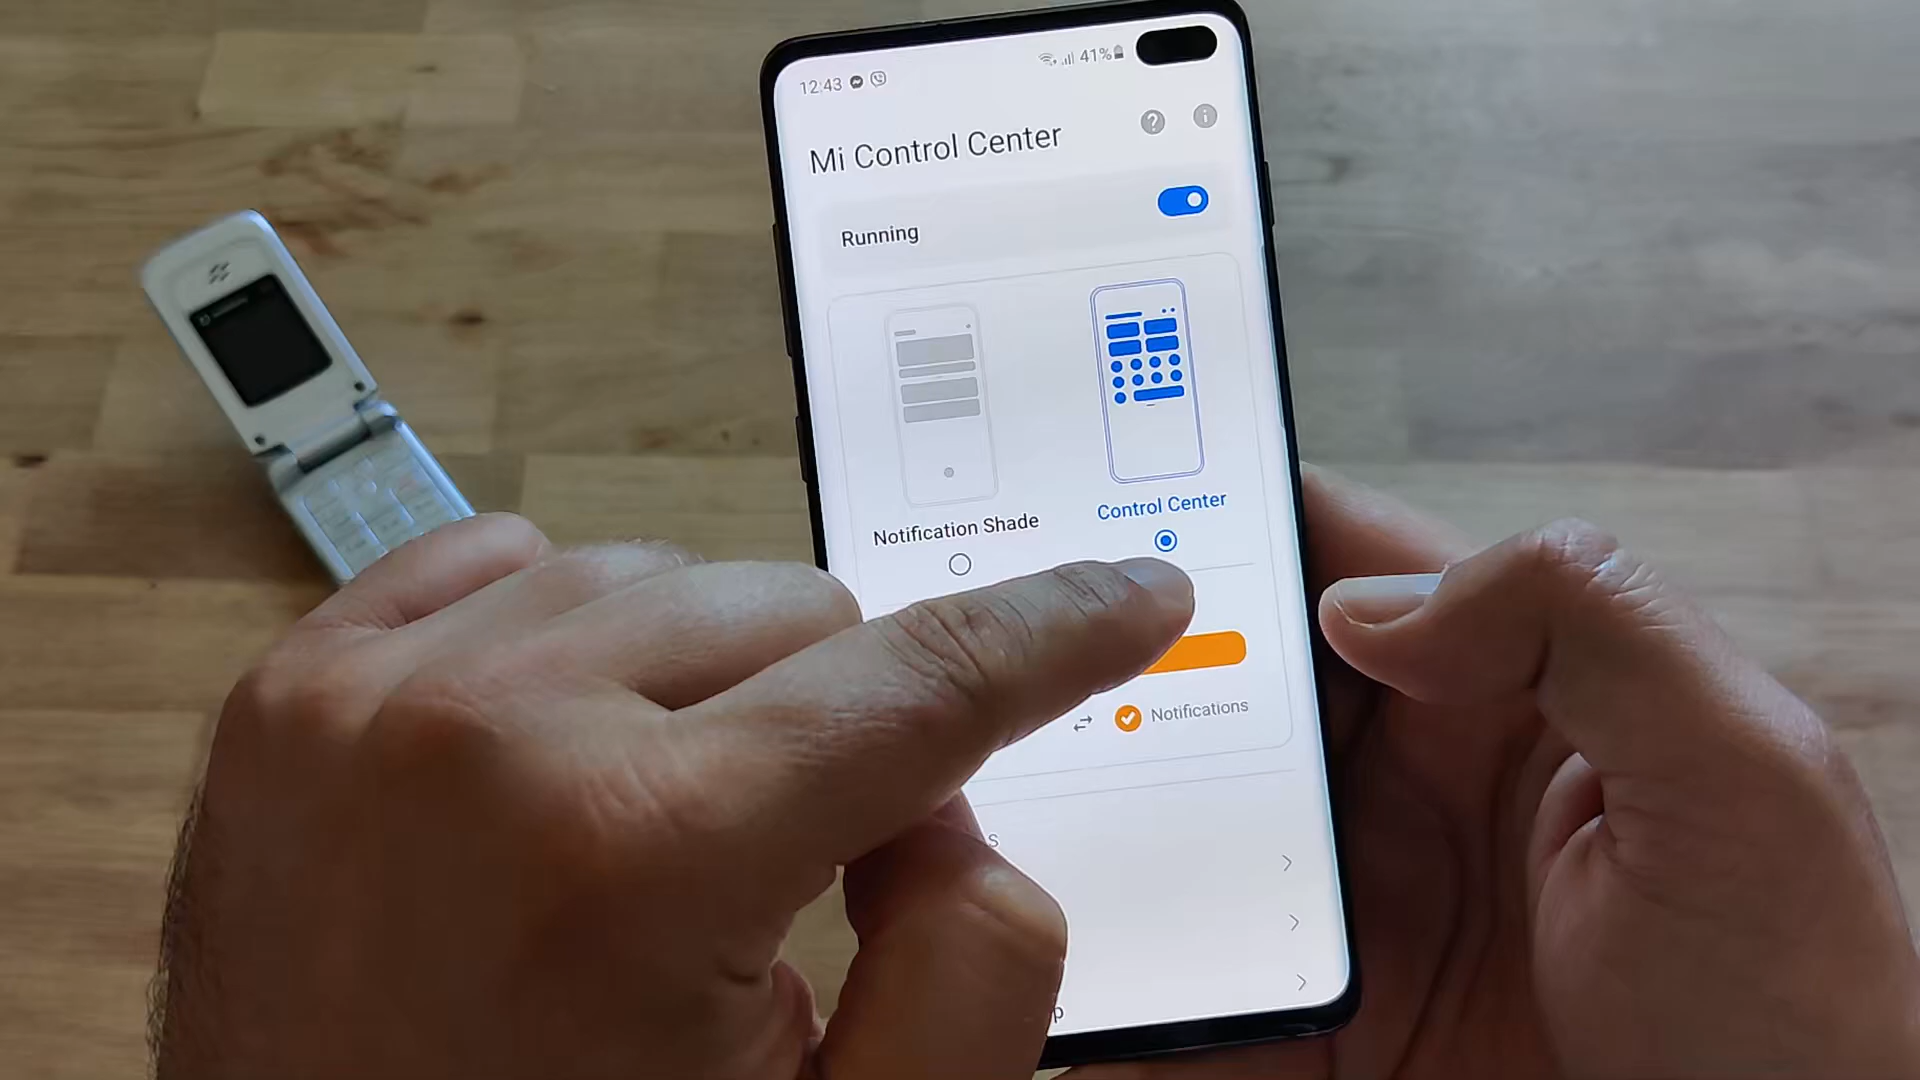 12:43
41%
Mi Control Center
?
i
Running
Notification Shade
Control Center
Notifications
s
p